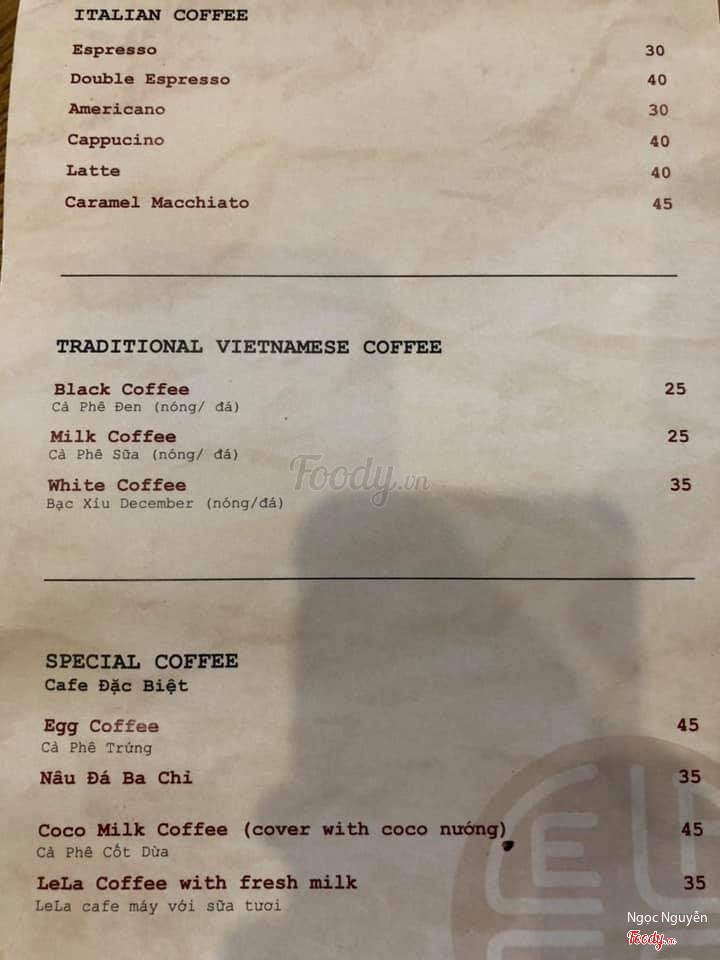 ITALIAN COFFEE
Espresso 30
Double Espresso 40
Americano 30
Cappucino 40
Latte 40
Caramel Macchiato 45
TRADITIONAL VIETNAMESE COFFEE
Black Coffee 25
Cà Phê Đen (nóng/ đá)
Milk Coffee 25
Cà Phê Sữa (nóng/ đá)
Foody.vn
White Coffee 35
Bạc Xíu December (nóng/đá)
SPECIAL COFFEE
Cafe Đặc Biệt
Egg Coffee 45
Cà Phê Trứng
Nâu Đá Ba Chi 35
Coco Milk Coffee (cover with coco nướng) 45
Cà Phê Cốt Dừa
LeLa Coffee with fresh milk 35
LeLa cafe máy với sữa tươi
Ngọc Nguyễn
Foody.vn